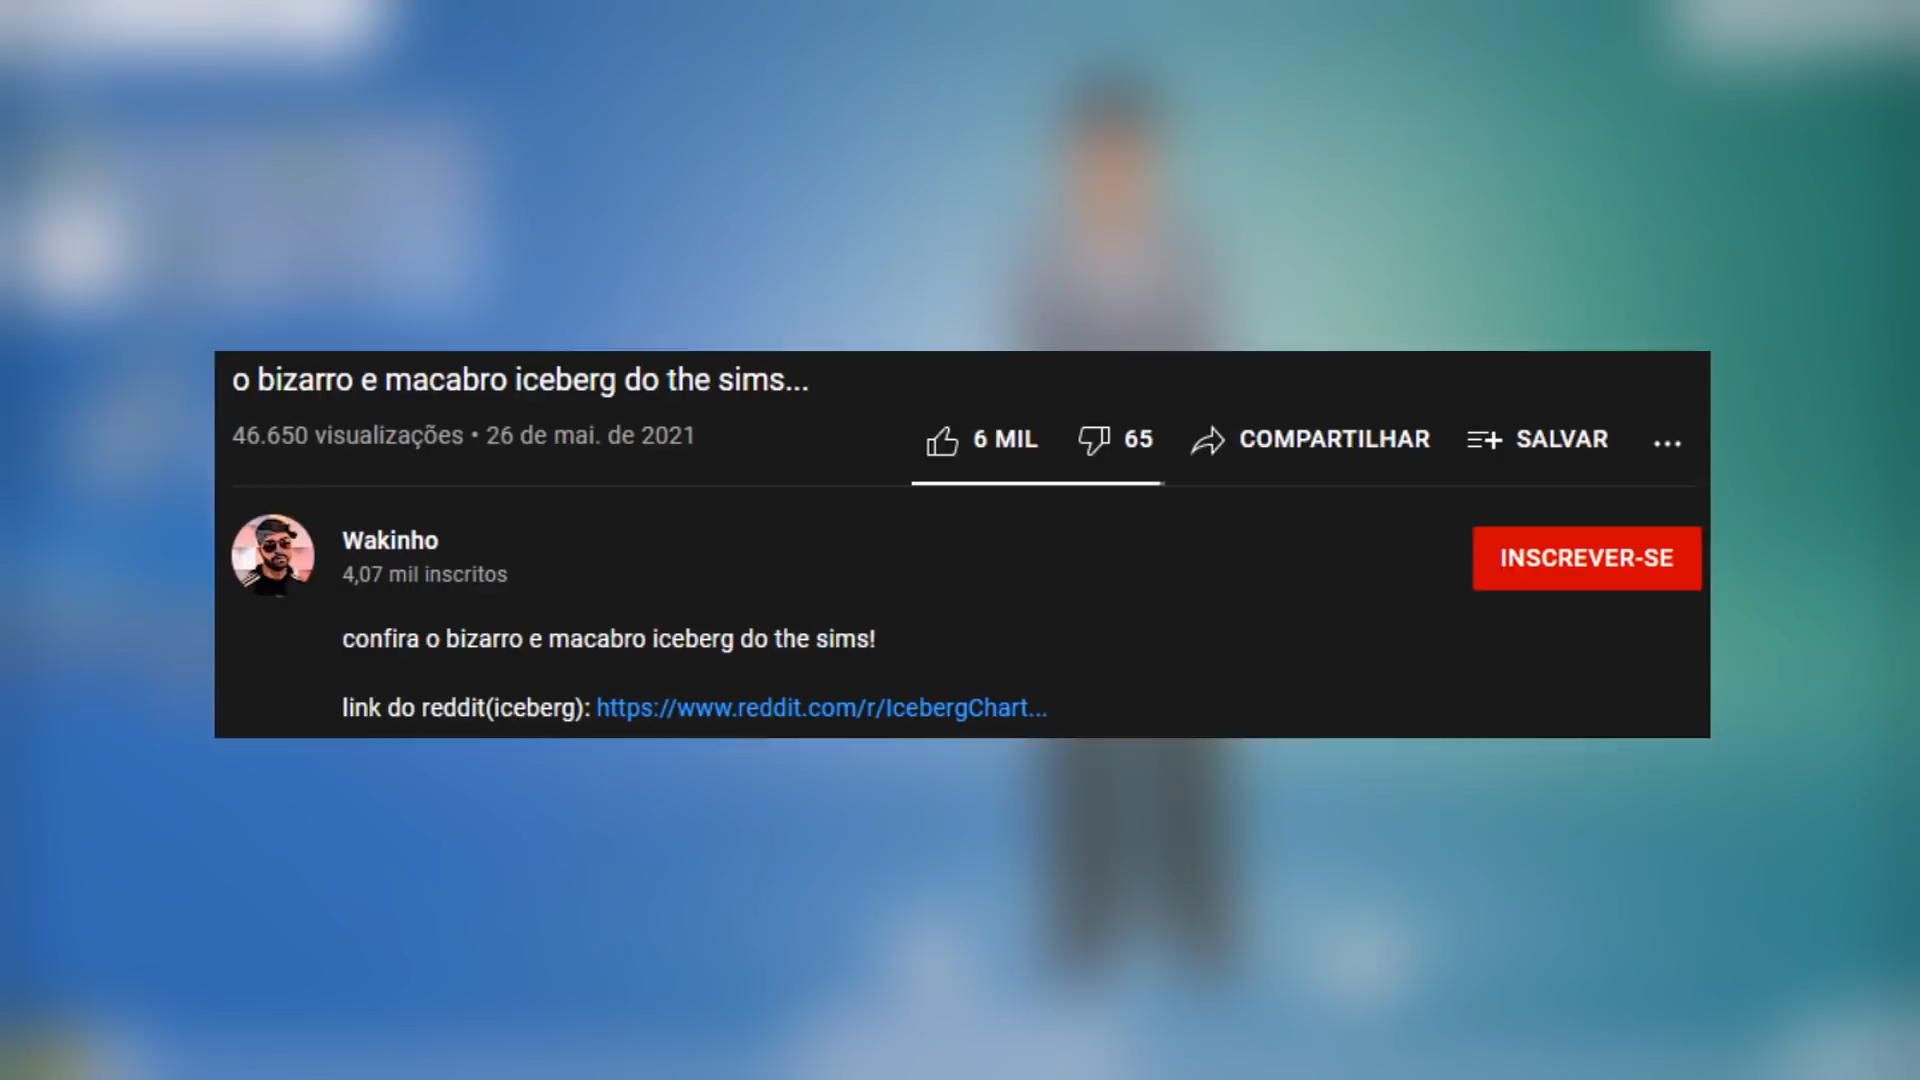 o bizarro e macabro iceberg do the sims...
46.650 visualizações • 26 de mai. de 2021
6 MIL
65
COMPARTILHAR
SALVAR
...
Wakinho
4,07 mil inscritos
INSCREVER-SE
confira o bizarro e macabro iceberg do the sims!
link do reddit(iceberg): https://www.reddit.com/r/IcebergChart...